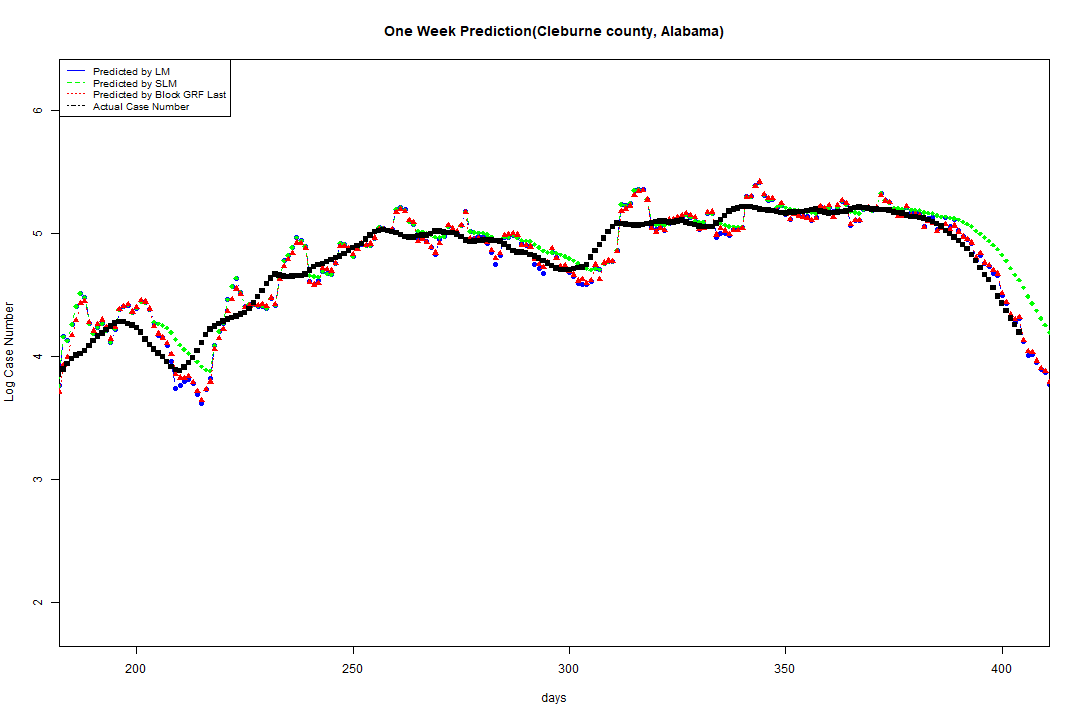 One Week Prediction(Cleburne county, Alabama)
Predicted by LM
Predicted by SLM
Predicted by Block GRF Last
Actual Case Number
6
5
4
3
2
Log Case Number
200 250 300 350 400
days